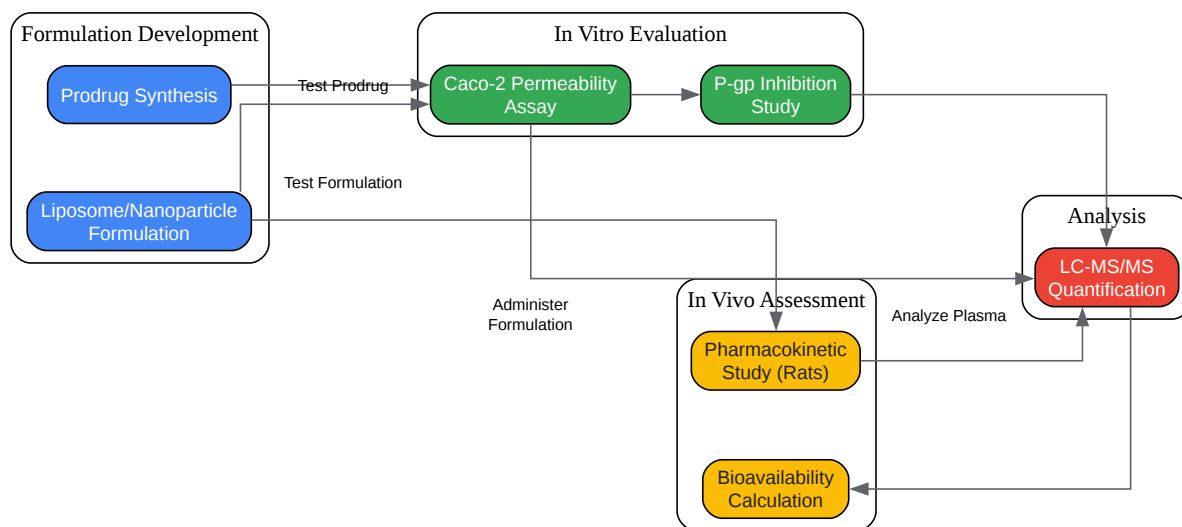 Formulation Development
Prodrug Synthesis
Liposome/Nanoparticle
Formulation
Test Prodrug
Test Formulation
In Vitro Evaluation
Caco-2 Permeability
Assay
P-gp Inhibition
Study
Administer
Formulation
In Vivo Assessment
Pharmacokinetic
Study (Rats)
Bioavailability
Calculation
Analyze Plasma
Analysis
LC-MS/MS
Quantification